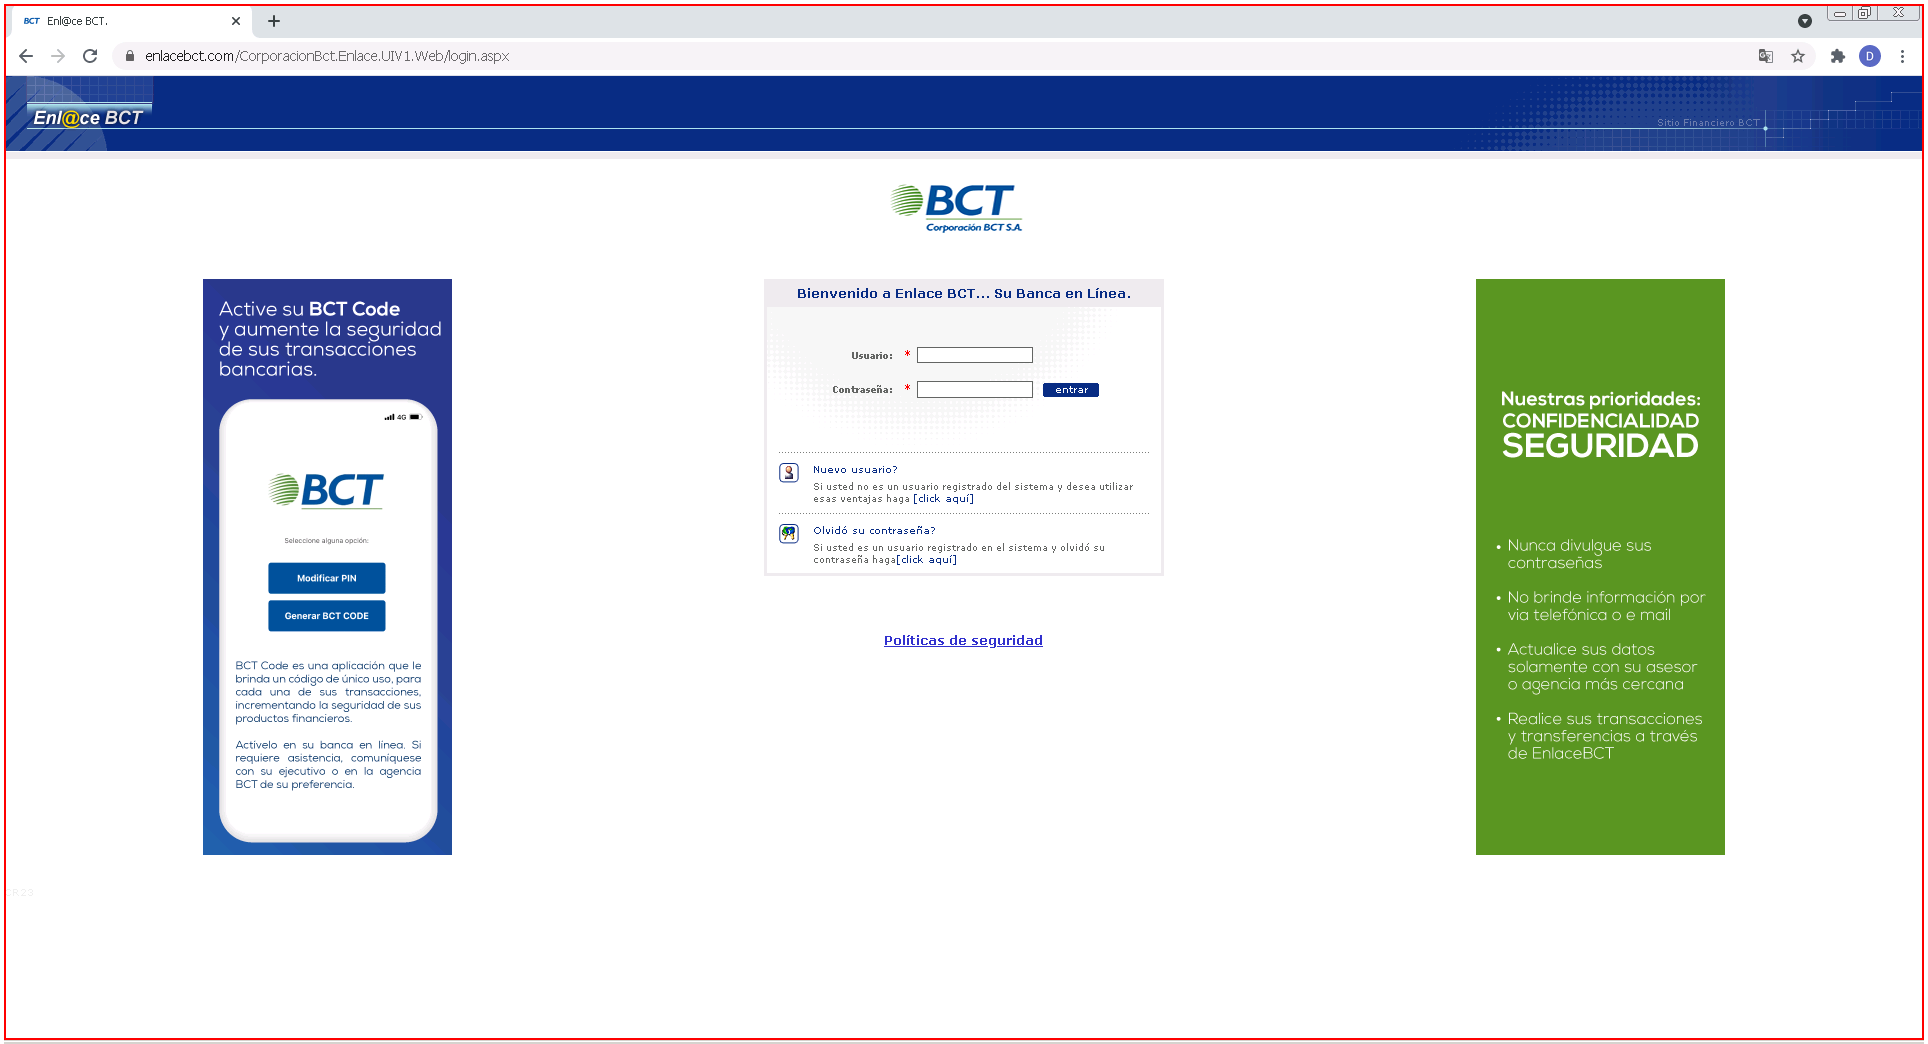 BCT Enl@ce BCT.
enlacebct.com/CorporacionBct.Enlace.UIV1.Web/login.aspx
D
Enl@ce BCT
Sitio Financiero BCT
BCT
Corporación BCT S.A.
Active su BCT Code
y aumente la seguridad
de sus transacciones
bancarias.
4G
BCT
Seleccione alguna opción:
Modificar PIN
Generar BCT CODE
BCT Code es una aplicación que le
brinda un código de único uso, para
cada una de sus transacciones,
incrementando la seguridad de sus
productos financieros.
Actívelo en su banca en línea. Si
requiere asistencia, comuníquese
con su ejecutivo o en la agencia
BCT de su preferencia.
Bienvenido a Enlace BCT... Su Banca en Línea.
Usuario: *
Contraseña: * entrar
Nuevo usuario?
Si usted no es un usuario registrado del sistema y desea utilizar
esas ventajas haga [click aquí]
Olvidó su contraseña?
Si usted es un usuario registrado en el sistema y olvidó su
contraseña haga[click aquí]
Políticas de seguridad
Nuestras prioridades:
CONFIDENCIALIDAD
SEGURIDAD
• Nunca divulgue sus
contraseñas
• No brinde información por
via telefónica o e mail
• Actualice sus datos
solamente con su asesor
o agencia más cercana
• Realice sus transacciones
y transferencias a través
de EnlaceBCT
CR23